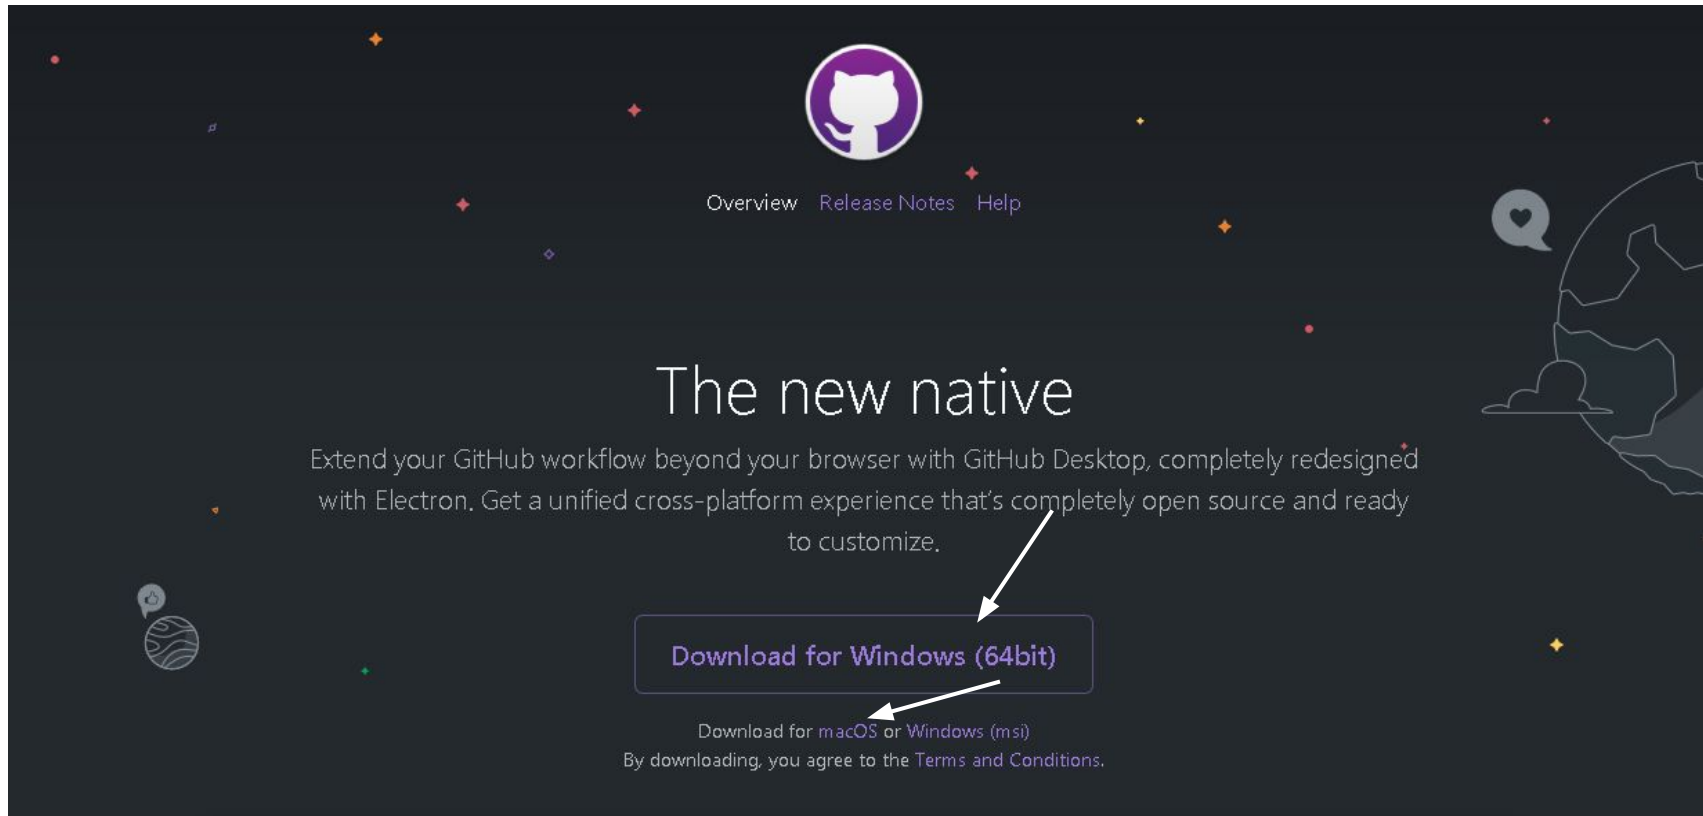 Overview Release Notes Help
The new native
Extend your GitHub workflow beyond your browser with GitHub Desktop, completely redesigned
with Electron. Get a unified cross-platform experience that's completely open source and ready
to customize.
Download for Windows (64bit)
Download for macOS or Windows (msi)
By downloading, you agree to the Terms and Conditions.